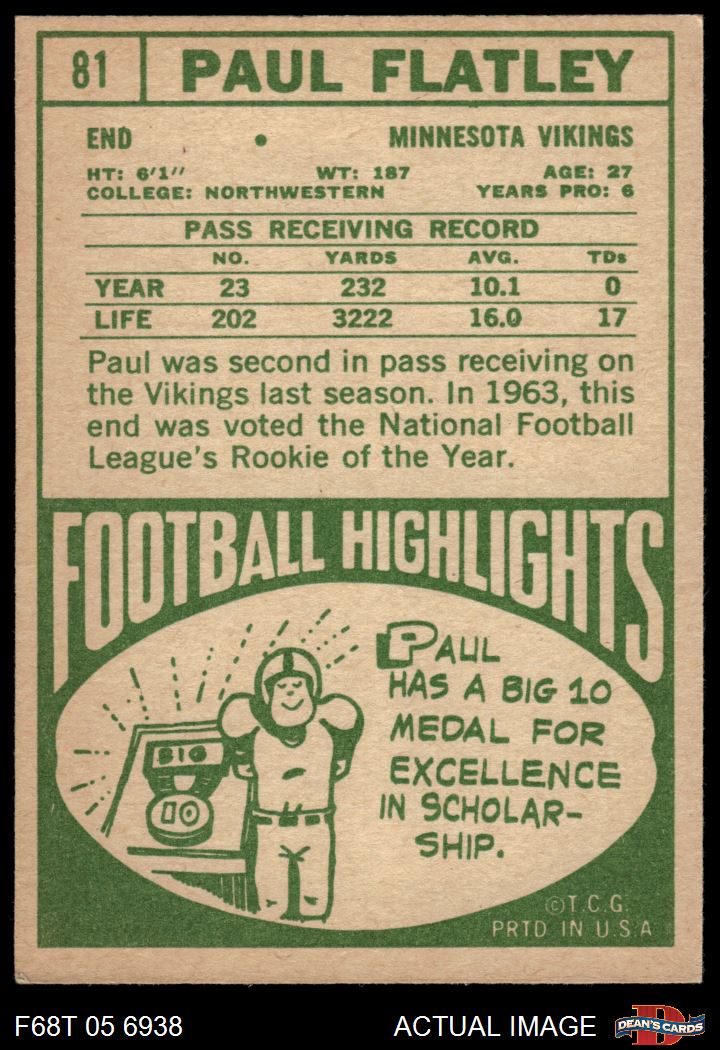 81 PAUL FLATLEY
END • MINNESOTA VIKINGS
HT: 6'1" WT: 187 AGE: 27
COLLEGE: NORTHWESTERN YEARS PRO: 6
PASS RECEIVING RECORD
NO. YARDS AVG. TDs
YEAR 23 232 10.1 0
LIFE 202 3222 16.0 17
Paul was second in pass receiving on
the Vikings last season. In 1963, this
end was voted the National Football
League's Rookie of the Year.
FOOTBALL HIGHLIGHTS
PAUL
HAS A BIG 10
MEDAL FOR
EXCELLENCE
IN SCHOLAR-
SHIP.
BIG
10
©T.C.G.
PRTD IN U.S.A
F68T 05 6938 ACTUAL IMAGE DEAN'S CARDS